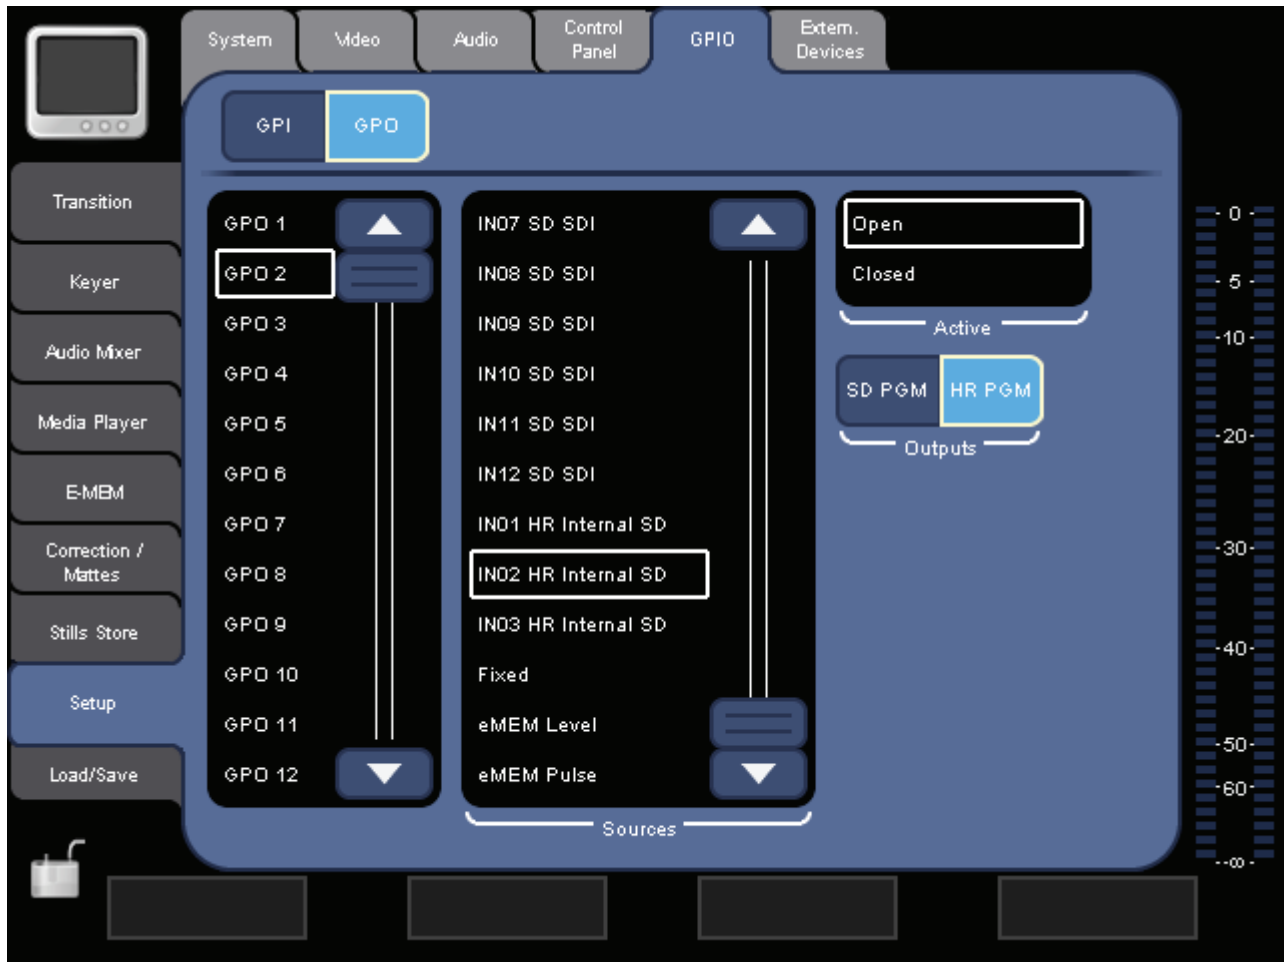 System
Video
Audio
Control
Panel
GPIO
Extern.
Devices
GPI
GPO
Transition
Keyer
Audio Mixer
Media Player
E-MEM
Correction /
Mattes
Stills Store
Setup
Load/Save
GPO 1
GPO 2
GPO 3
GPO 4
GPO 5
GPO 6
GPO 7
GPO 8
GPO 9
GPO 10
GPO 11
GPO 12
IN07 SD SDI
IN08 SD SDI
IN09 SD SDI
IN10 SD SDI
IN11 SD SDI
IN12 SD SDI
IN01 HR Internal SD
IN02 HR Internal SD
IN03 HR Internal SD
Fixed
eMEM Level
eMEM Pulse
Sources
Open
Closed
Active
SD PGM
HR PGM
Outputs
- 0 -
- 5 -
-10-
-20-
-30-
-40-
-50-
-60-
--∞-